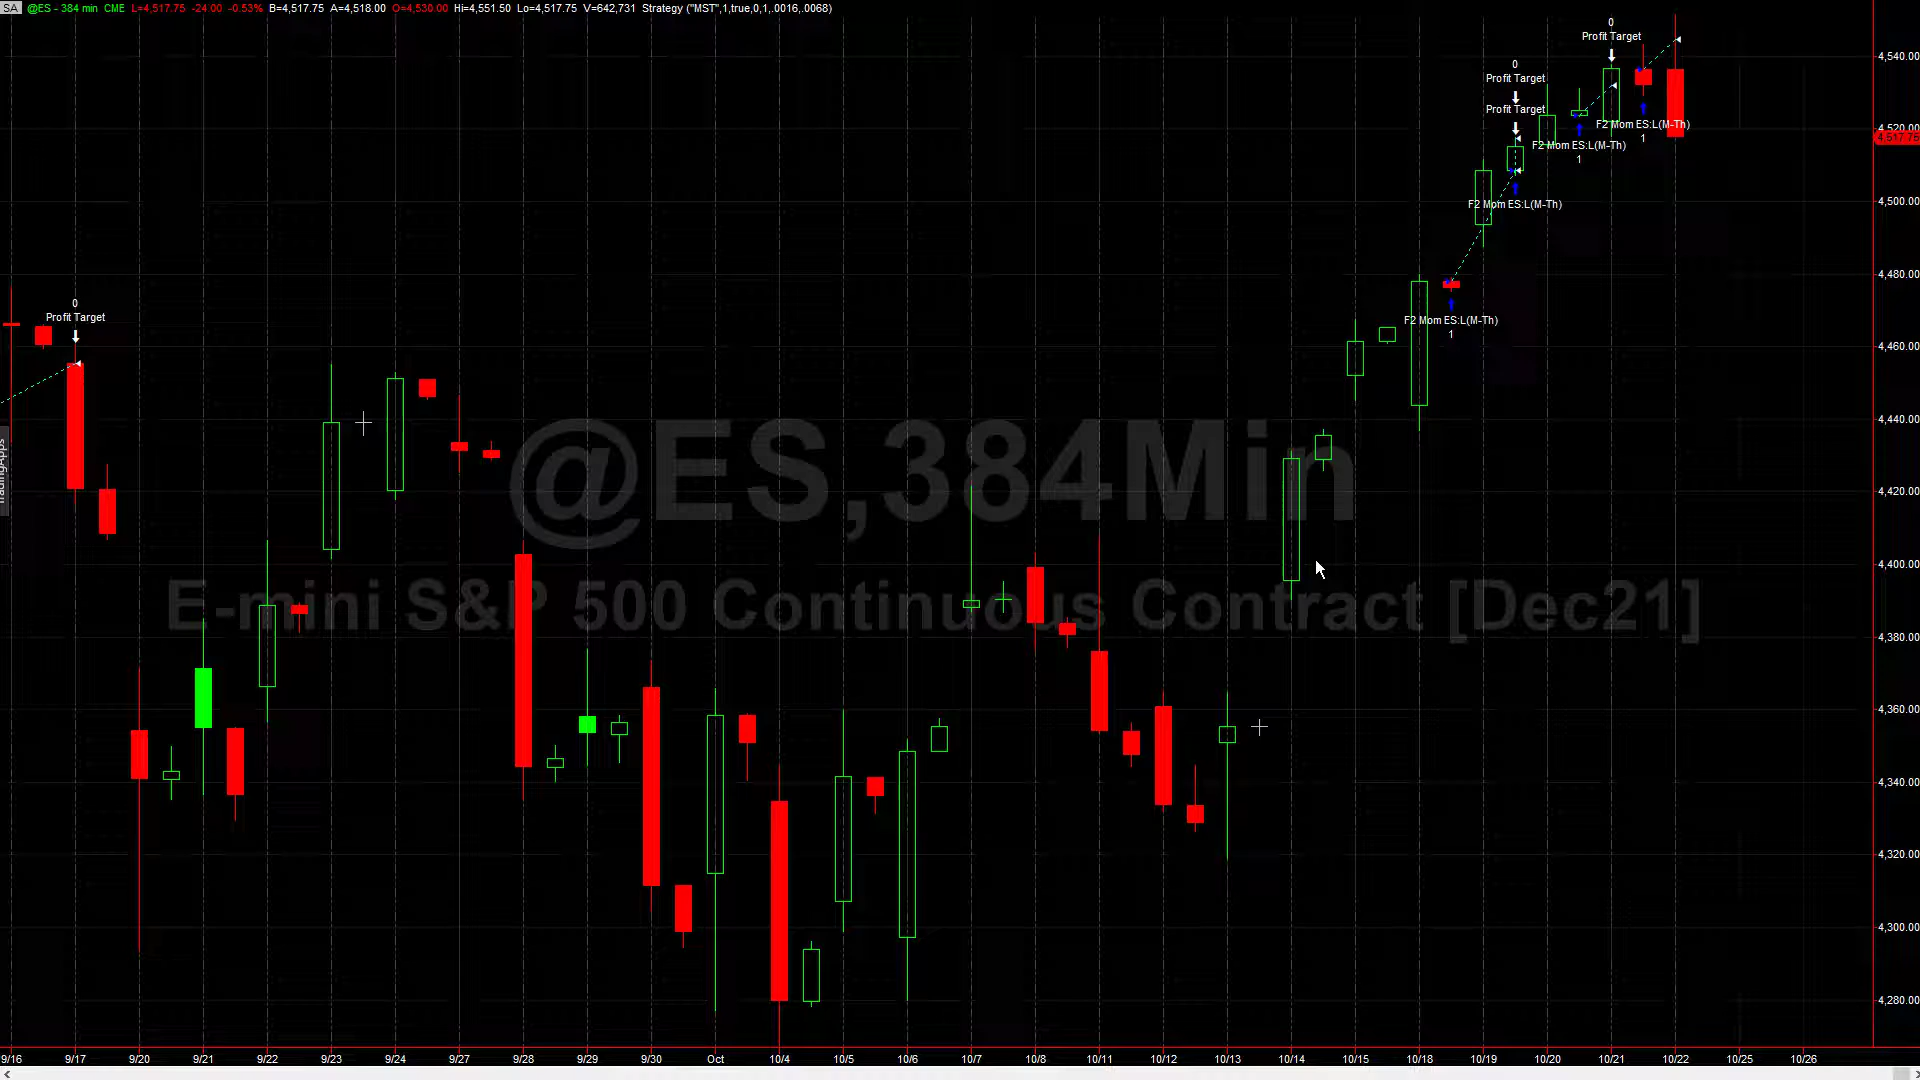 SA @ES - 384 min CME L=4,517.75 -24.00 -0.53% B=4,517.75 A=4,518.00 O=4,530.00 Hi=4,551.50 Lo=4,517.75 V=642,731 Strategy ("MST",1,true,0,1,.0016,.0068)
0
Profit Target
0
Profit Target
Profit Target
0
Profit Target
F2 Mom ES:L(M-Th)
1
F2 Mom ES:L(M-Th)
1
F2 Mom ES:L(M-Th)
F2 Mom ES:L(M-Th)
1
@ES,384Min
E-mini S&P 500 Continuous Contract [Dec21]
4,540.00
4,520.00
4,517.75
4,500.00
4,480.00
4,460.00
4,440.00
4,420.00
4,400.00
4,380.00
4,360.00
4,340.00
4,320.00
4,300.00
4,280.00
9/16 9/17 9/20 9/21 9/22 9/23 9/24 9/27 9/28 9/29 9/30 Oct 10/4 10/5 10/6 10/7 10/8 10/11 10/12 10/13 10/14 10/15 10/18 10/19 10/20 10/21 10/22 10/25 10/26